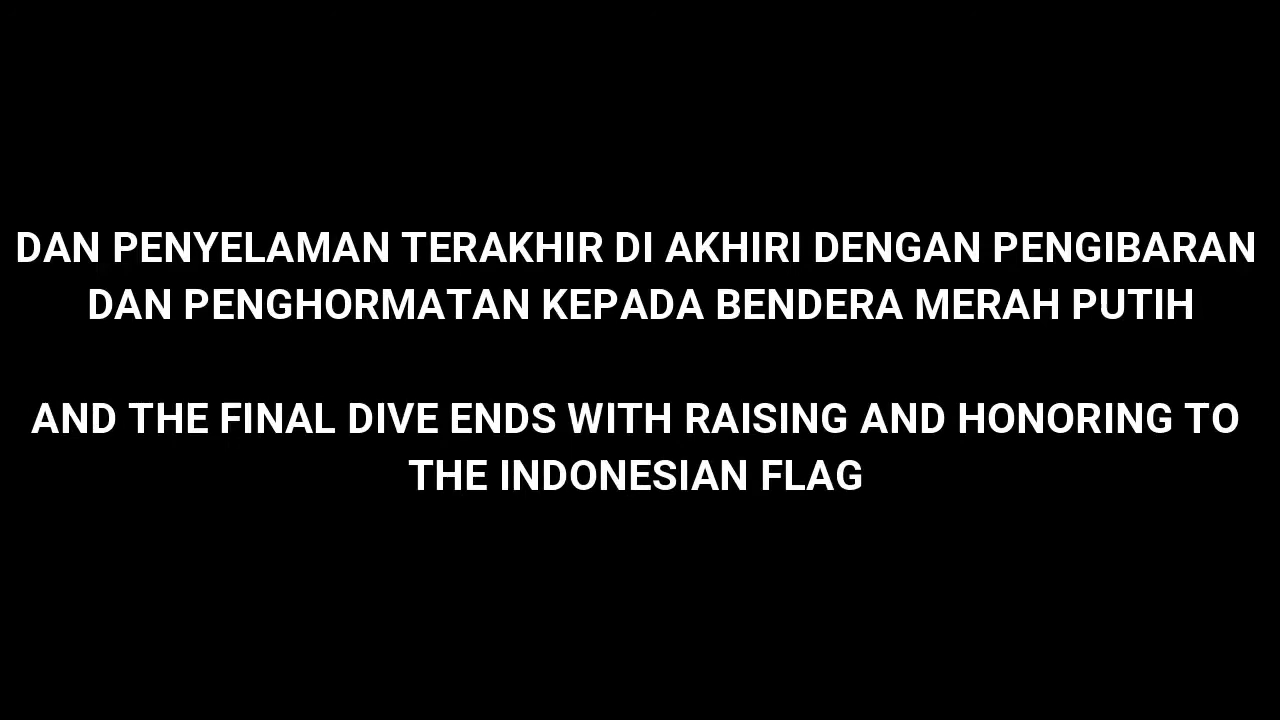 DAN PENYELAMAN TERAKHIR DI AKHIRI DENGAN PENGIBARAN
DAN PENGHORMATAN KEPADA BENDERA MERAH PUTIH
AND THE FINAL DIVE ENDS WITH RAISING AND HONORING TO
THE INDONESIAN FLAG